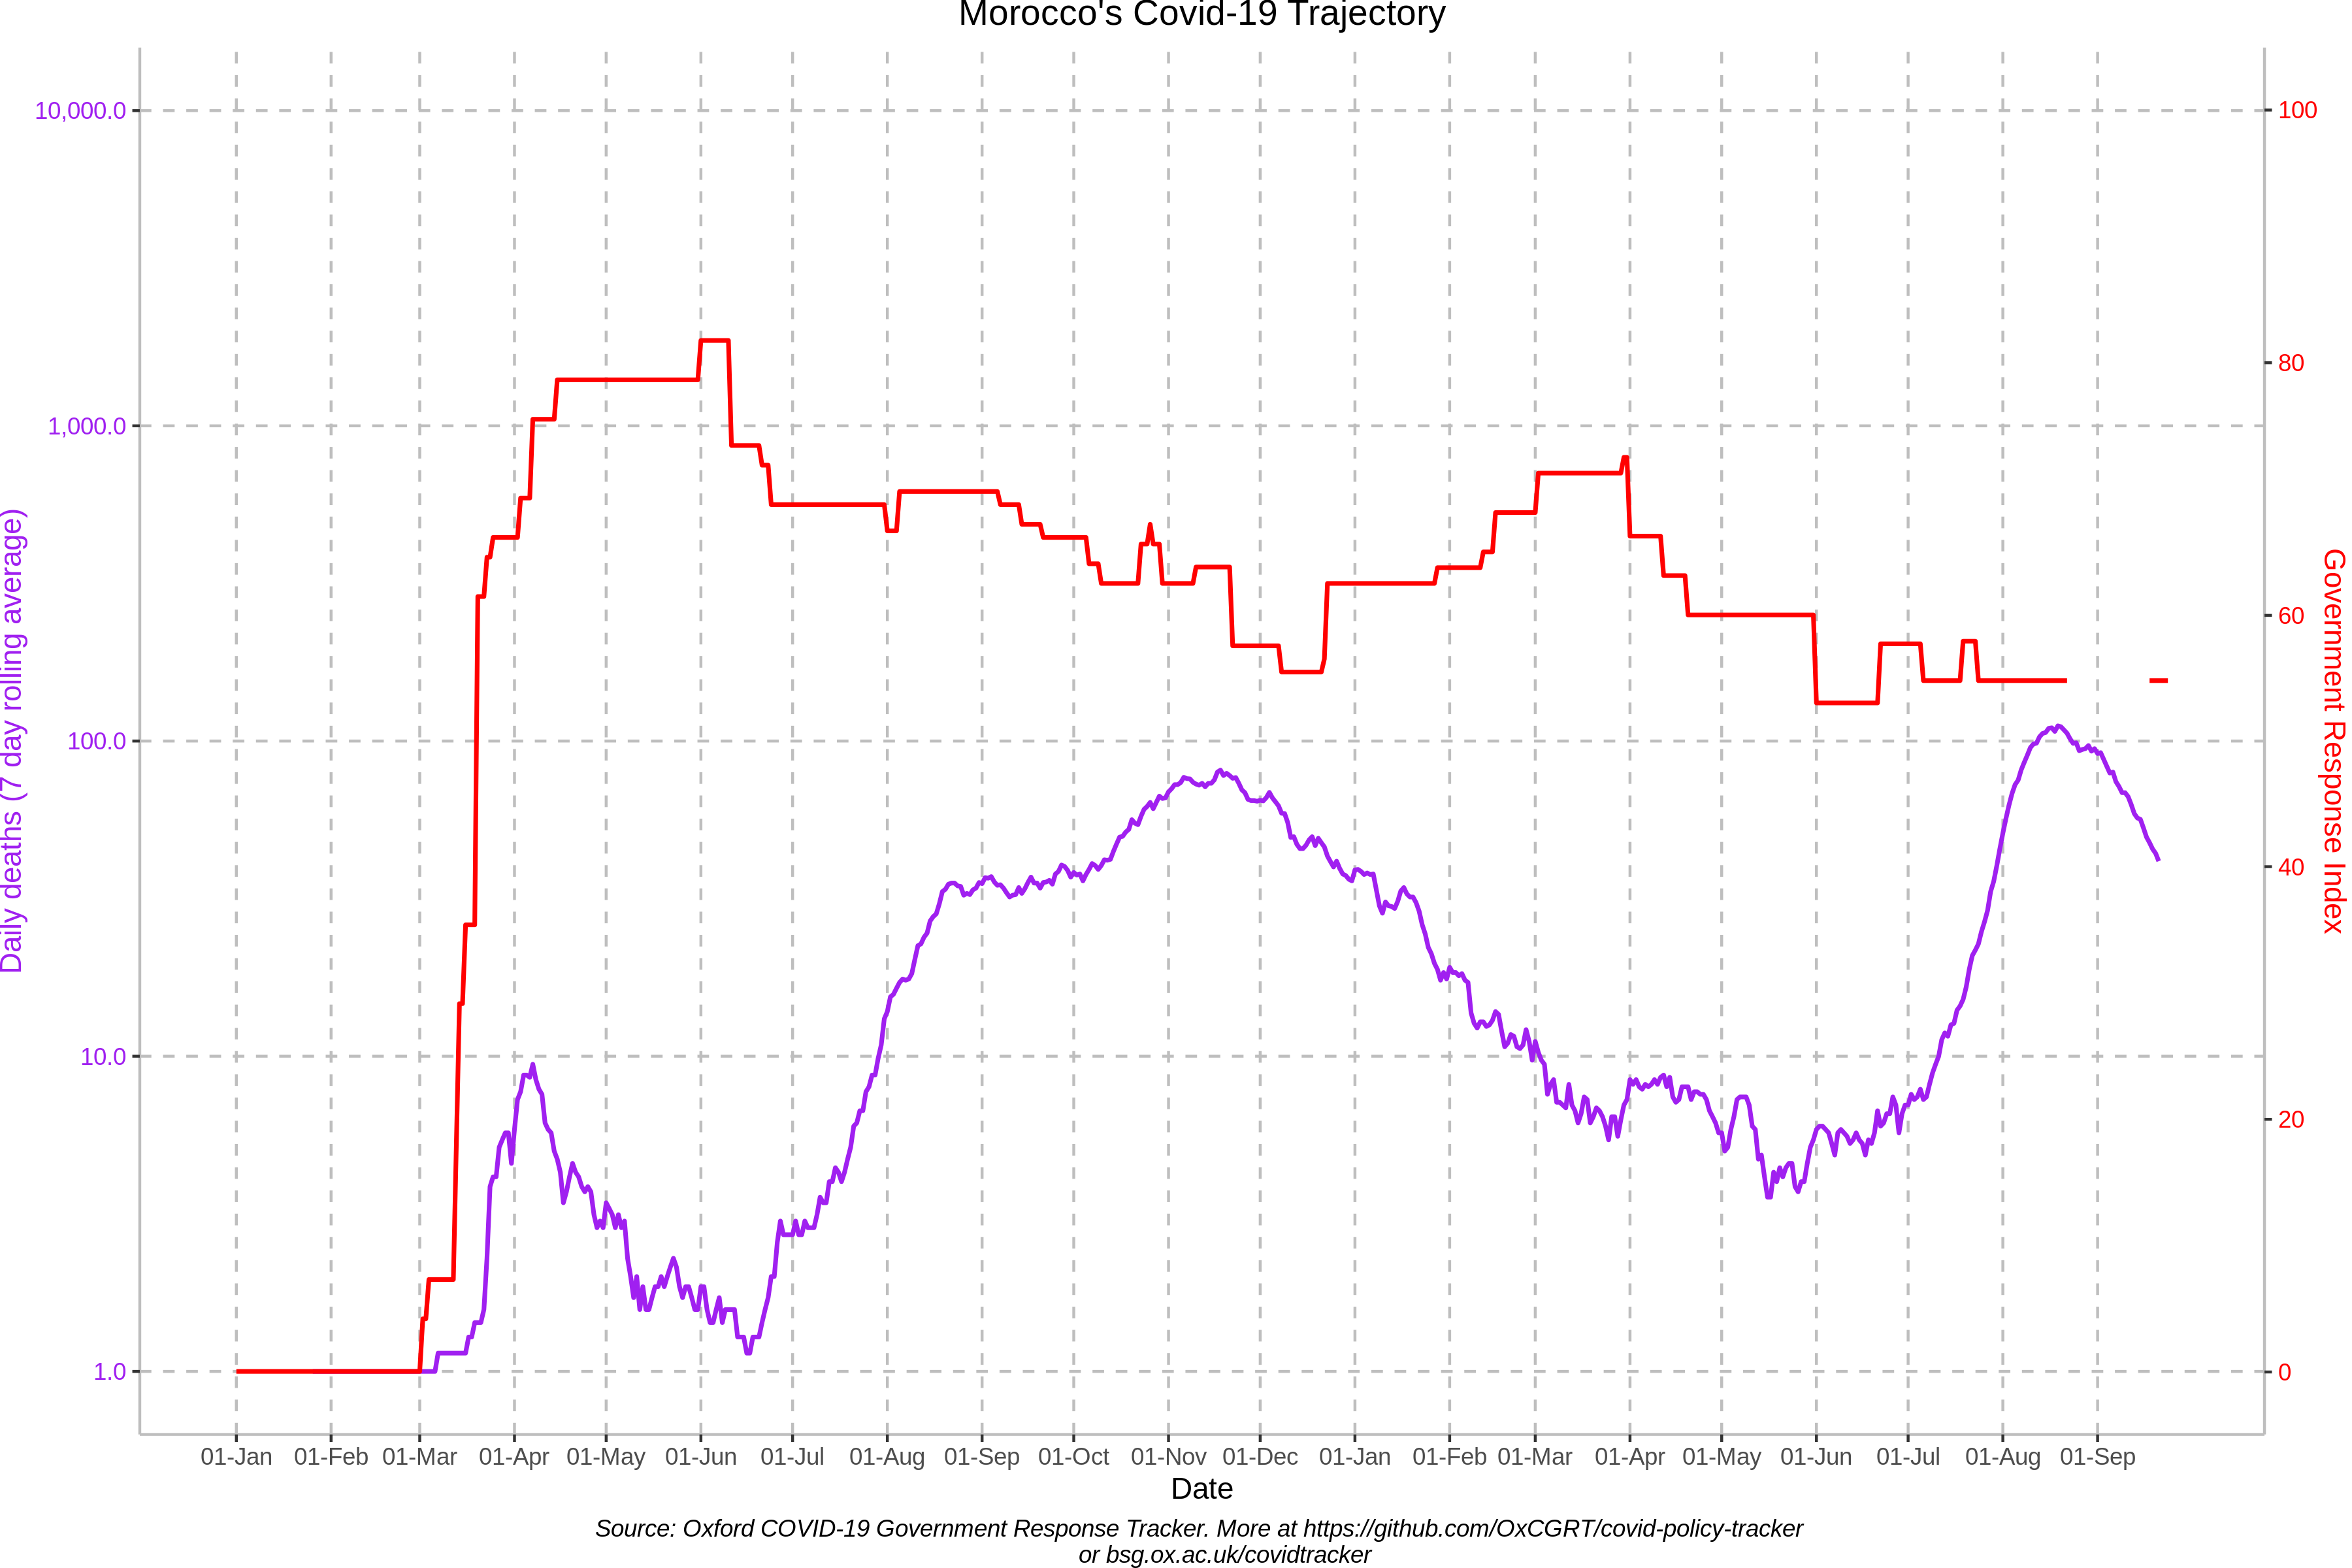 Morocco's Covid-19 Trajectory
10,000.0
1,000.0
100.0
10.0
1.0
Daily deaths (7 day rolling average)
100
80
60
40
20
0
Government Response Index
01-Jan 01-Feb 01-Mar 01-Apr 01-May 01-Jun 01-Jul 01-Aug 01-Sep 01-Oct 01-Nov 01-Dec 01-Jan 01-Feb 01-Mar 01-Apr 01-May 01-Jun 01-Jul 01-Aug 01-Sep
Date
Source: Oxford COVID-19 Government Response Tracker. More at https://github.com/OxCGRT/covid-policy-tracker
or bsg.ox.ac.uk/covidtracker